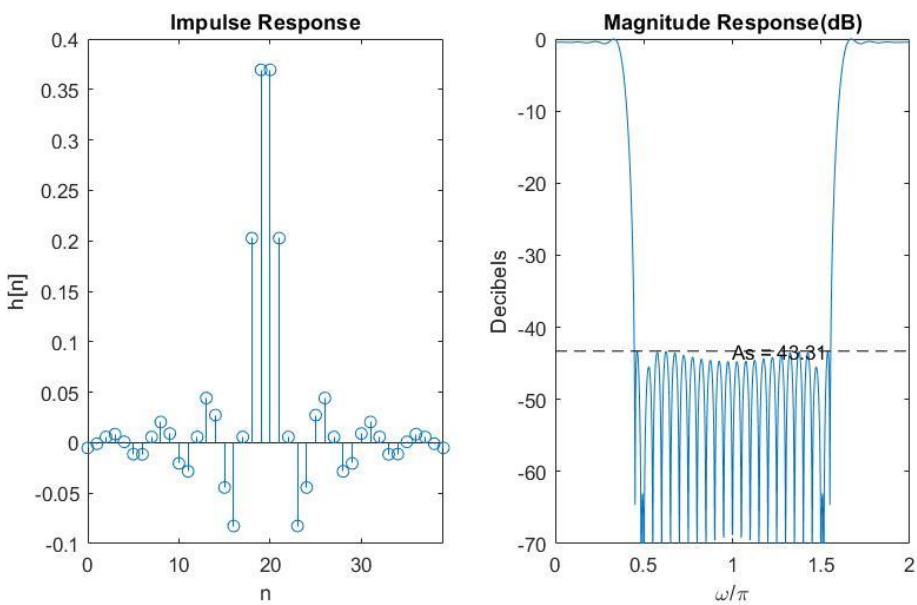 Impulse Response
0.4
0.35
0.3
0.25
0.2
0.15
0.1
0.05
0
-0.05
-0.1
h[n]
0 10 20 30
n
Magnitude Response(dB)
0
-10
-20
-30
-40
-50
-60
-70
Decibels
As = 43.31
0 0.5 1 1.5 2
ω/π